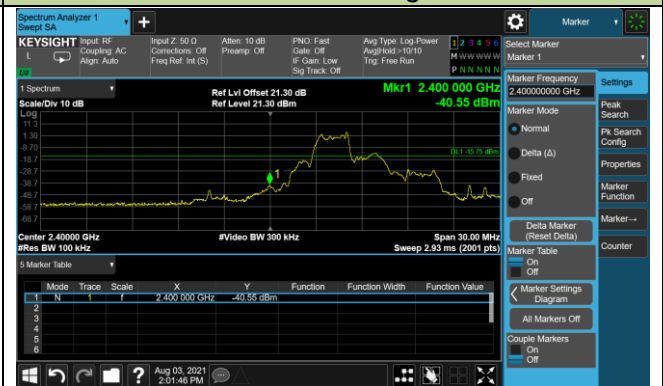 Spectrum Analyzer 1
Swept SA
+
Marker
KEYSIGHT
L
Input: RF
Coupling: AC
Align: Auto
Input Z: 50 Ω
Corrections: Off
Freq Ref: Int (S)
Atten: 10 dB
Preamp: Off
PNO: Fast
Gate: Off
IF Gain: Low
Sig Track: Off
Avg Type: Log-Power
Avg|Hold:>10/10
Trig: Free Run
1 2 3 4 5 6
M W W W W W
P N N N N N
LVI
Select Marker
Marker 1
1 Spectrum
Scale/Div 10 dB
Ref Lvl Offset 21.30 dB
Ref Level 21.30 dBm
Mkr1 2.400 000 GHz
-40.55 dBm
Log
11.3
1.30
-8.70
-18.7
-28.7
-38.7
-48.7
-58.7
-68.7
DL1 -15.75 dBm
1
Center 2.40000 GHz
#Res BW 100 kHz
#Video BW 300 kHz
Span 30.00 MHz
Sweep 2.93 ms (2001 pts)
5 Marker Table
Mode Trace Scale X Y Function Function Width Function Value
1 N 1 f 2.400 000 GHz -40.55 dBm
2
3
4
5
6
Marker Frequency
2.400000000 GHz
Marker Mode
Normal
Delta (Δ)
Fixed
Off
Delta Marker
(Reset Delta)
Marker Table
On
Off
Marker Settings
Diagram
All Markers Off
Couple Markers
On
Off
Settings
Peak
Search
Pk Search
Config
Properties
Marker
Function
Marker→
Counter
?
Aug 03, 2021
2:01:46 PM